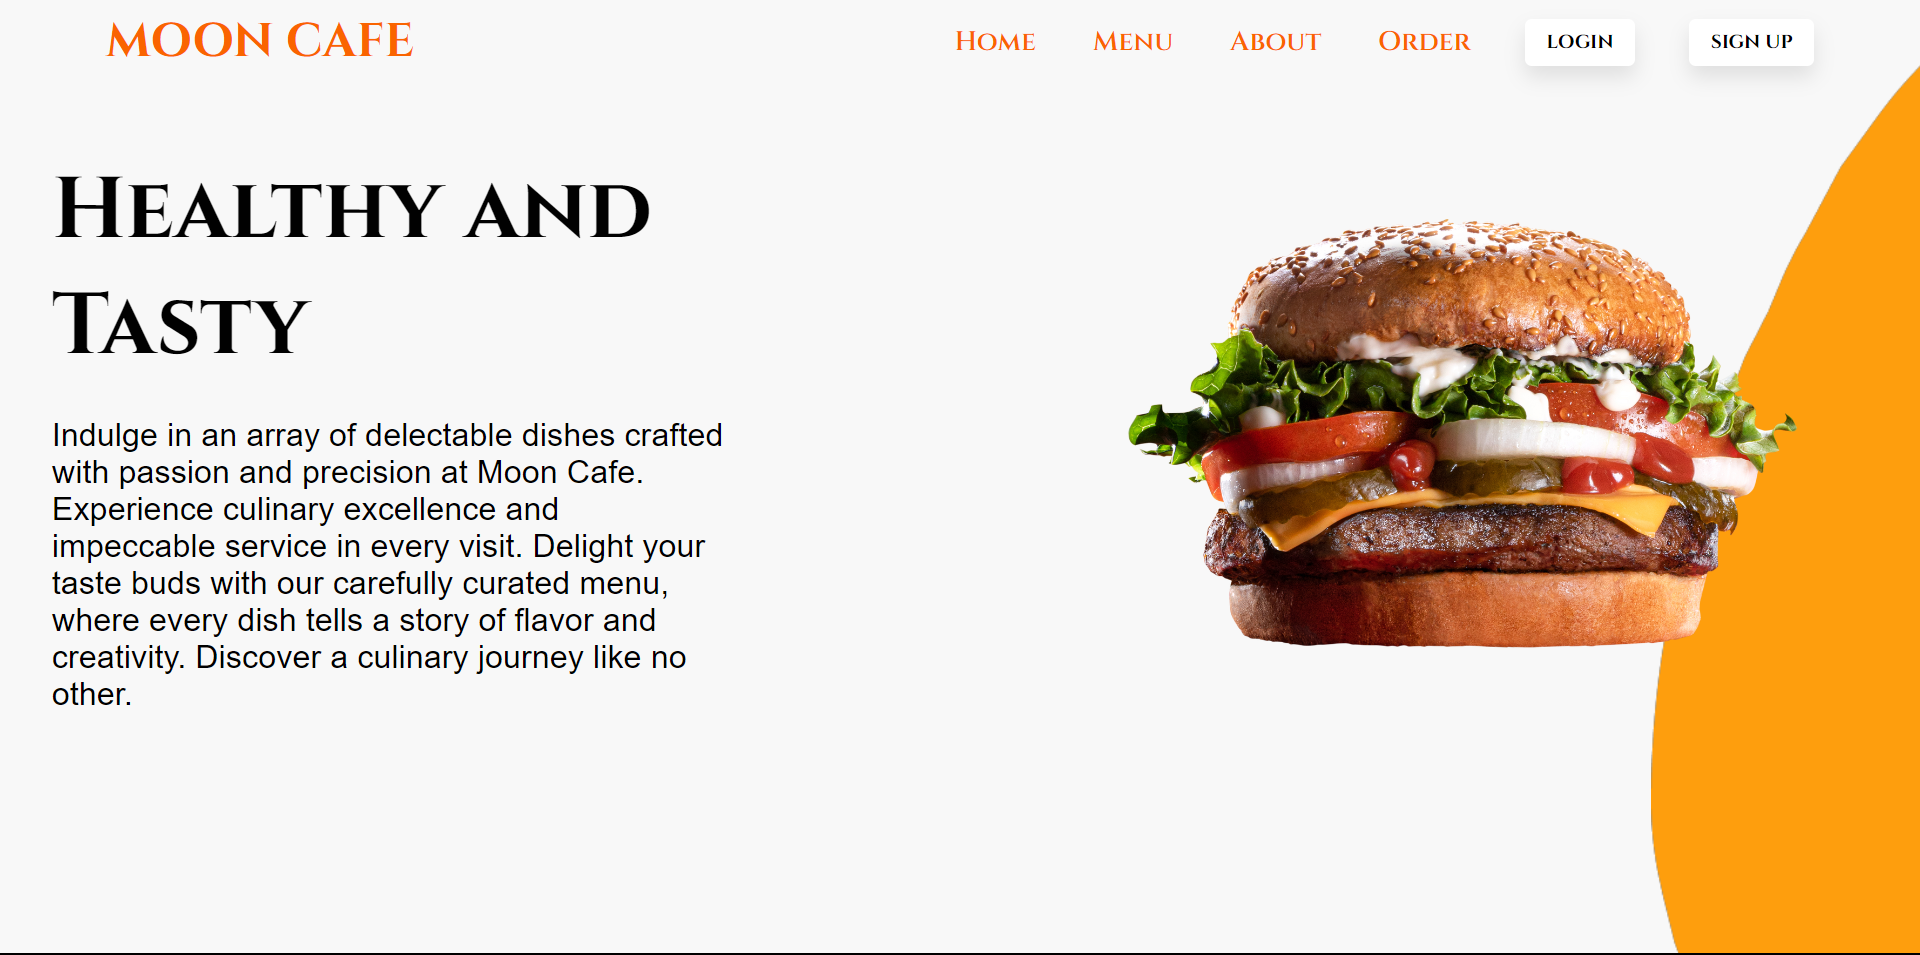 MOON CAFE
Home Menu About Order LOGIN SIGN UP
Healthy and
Tasty
Indulge in an array of delectable dishes crafted
with passion and precision at Moon Cafe.
Experience culinary excellence and
impeccable service in every visit. Delight your
taste buds with our carefully curated menu,
where every dish tells a story of flavor and
creativity. Discover a culinary journey like no
other.